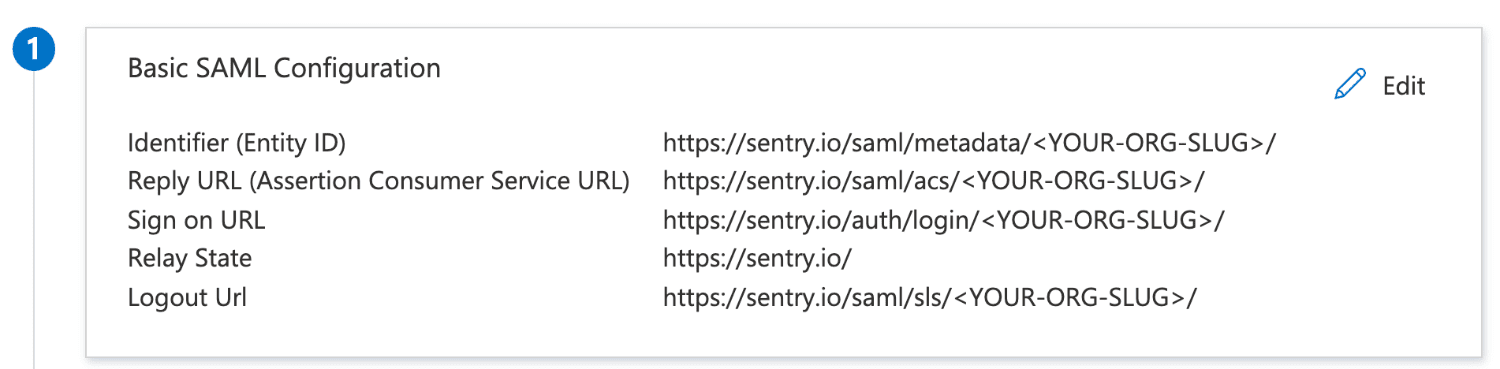 1
Basic SAML Configuration
Edit
Identifier (Entity ID) https://sentry.io/saml/metadata/<YOUR-ORG-SLUG>/
Reply URL (Assertion Consumer Service URL) https://sentry.io/saml/acs/<YOUR-ORG-SLUG>/
Sign on URL https://sentry.io/auth/login/<YOUR-ORG-SLUG>/
Relay State https://sentry.io/
Logout Url https://sentry.io/saml/sls/<YOUR-ORG-SLUG>/